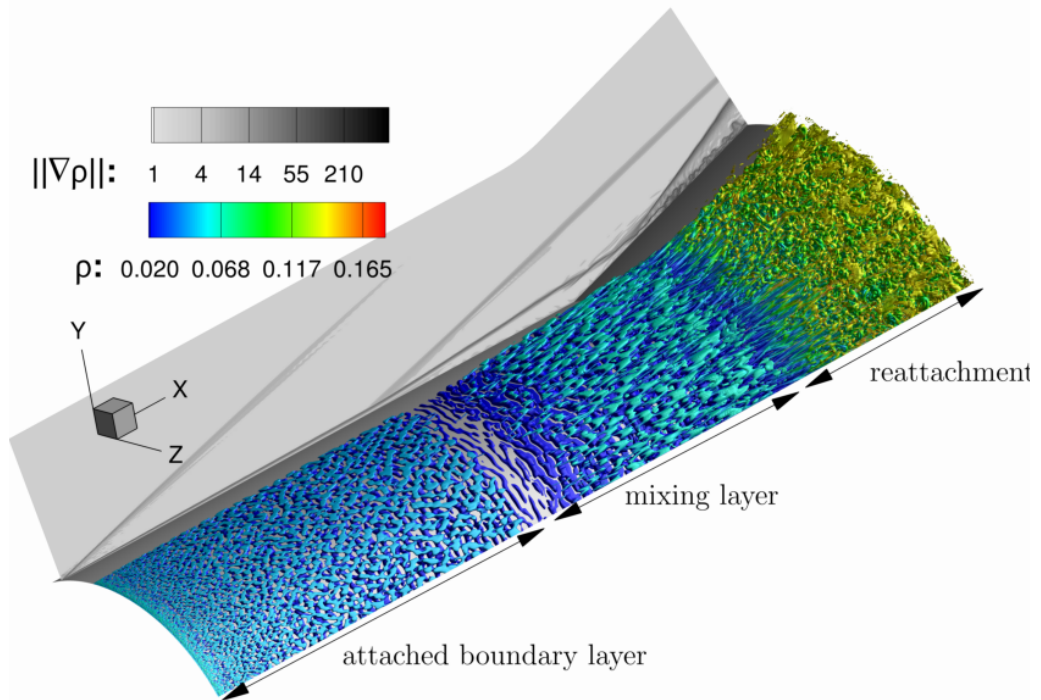 ||∇ρ||: 1 4 14 55 210
ρ: 0.020 0.068 0.117 0.165
Y
X
Z
reattachment
mixing layer
attached boundary layer